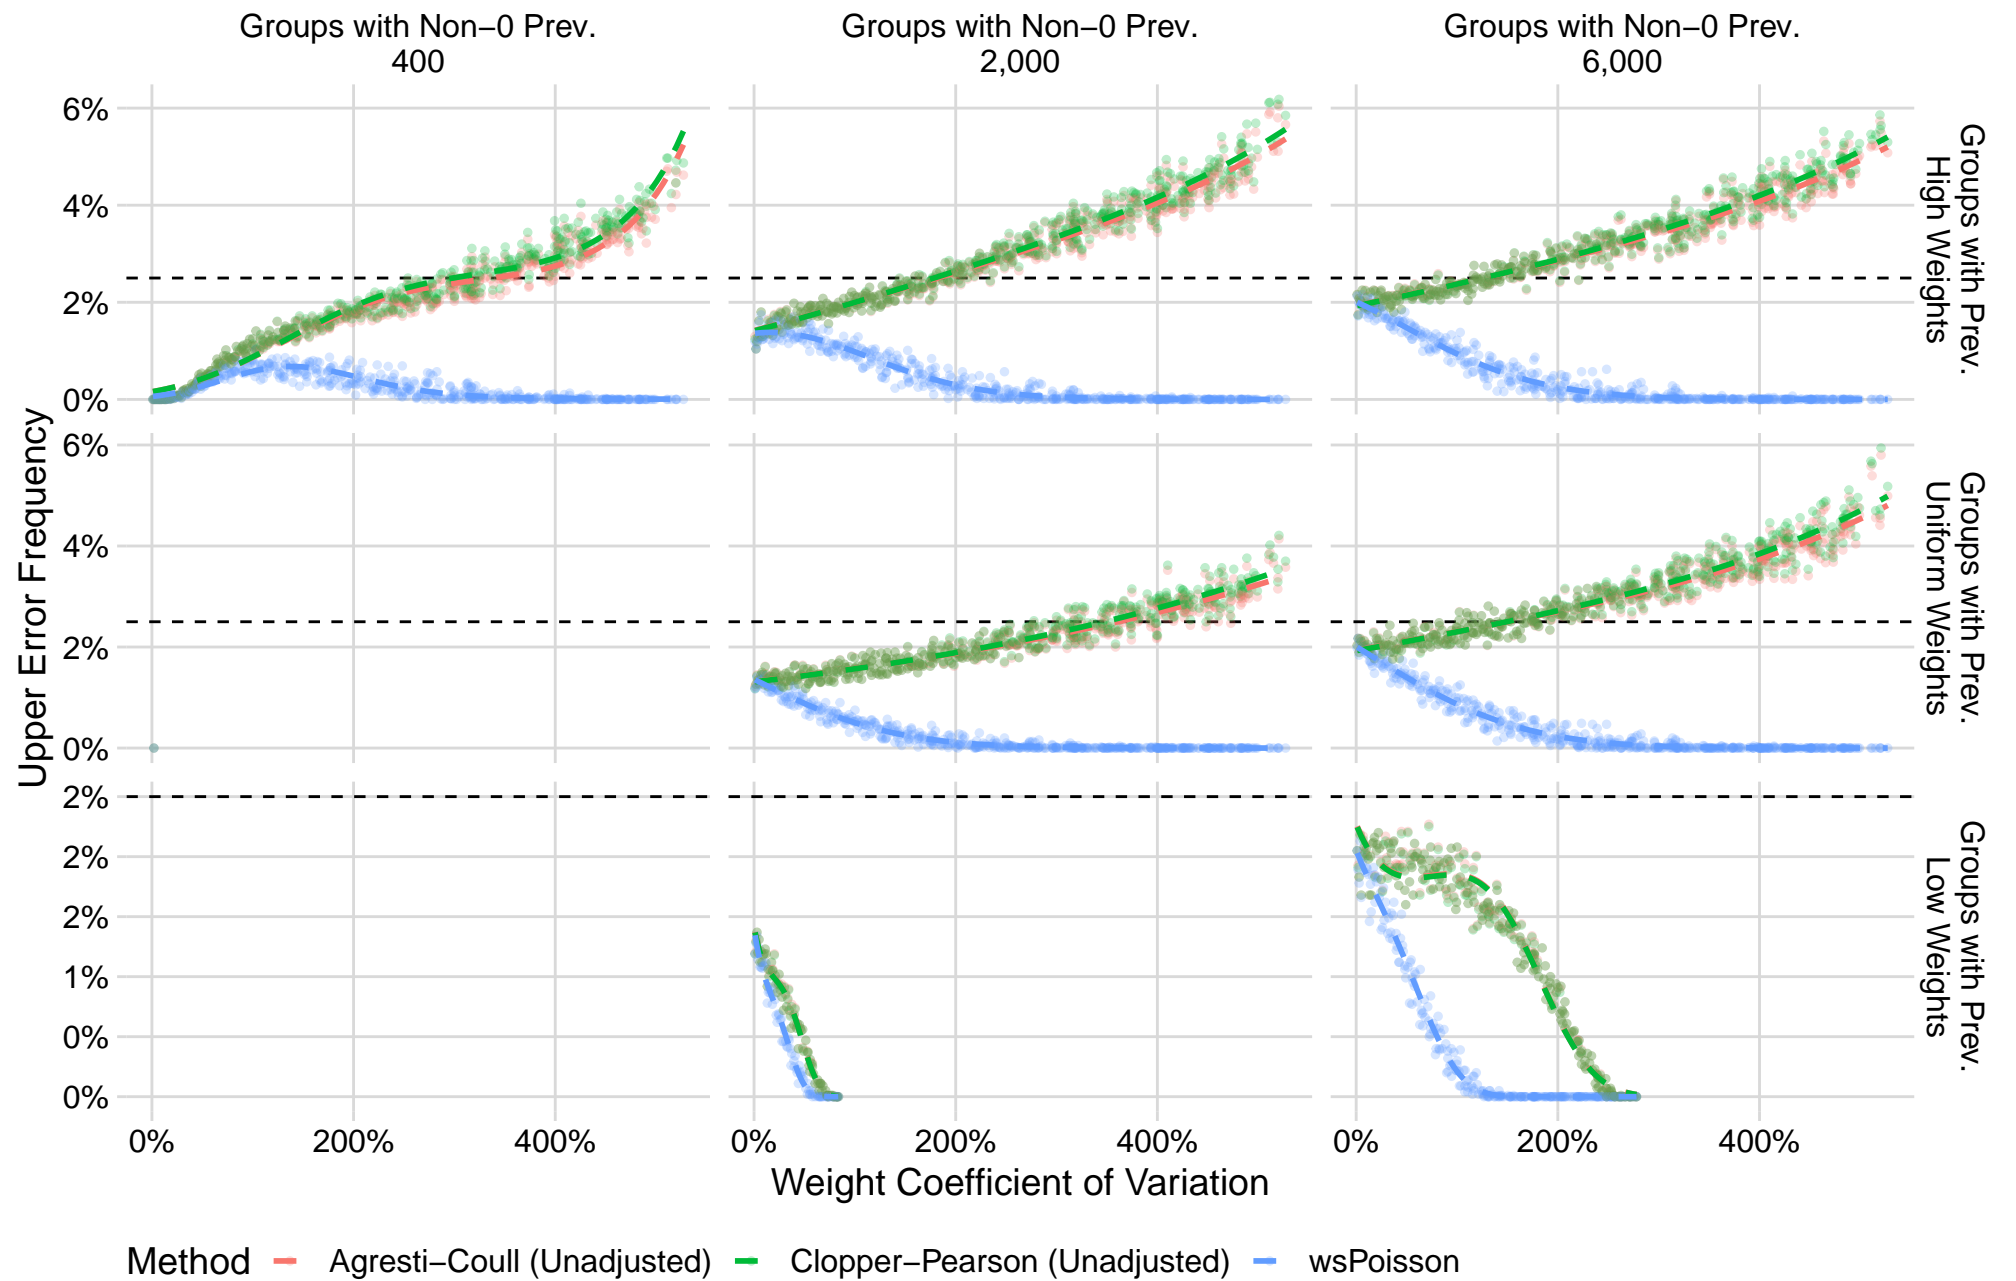 Groups with Non−0 Prev.
400
Groups with Non−0 Prev.
2,000
Groups with Non−0 Prev.
6,000
Upper Error Frequency
6%
4%
2%
0%
Groups with Prev.
High Weights
6%
4%
2%
0%
Groups with Prev.
Uniform Weights
2%
2%
2%
1%
0%
0%
Groups with Prev.
Low Weights
0%
200%
400%
0%
200%
400%
0%
200%
400%
Weight Coefficient of Variation
Method
Agresti−Coull (Unadjusted)
Clopper−Pearson (Unadjusted)
wsPoisson